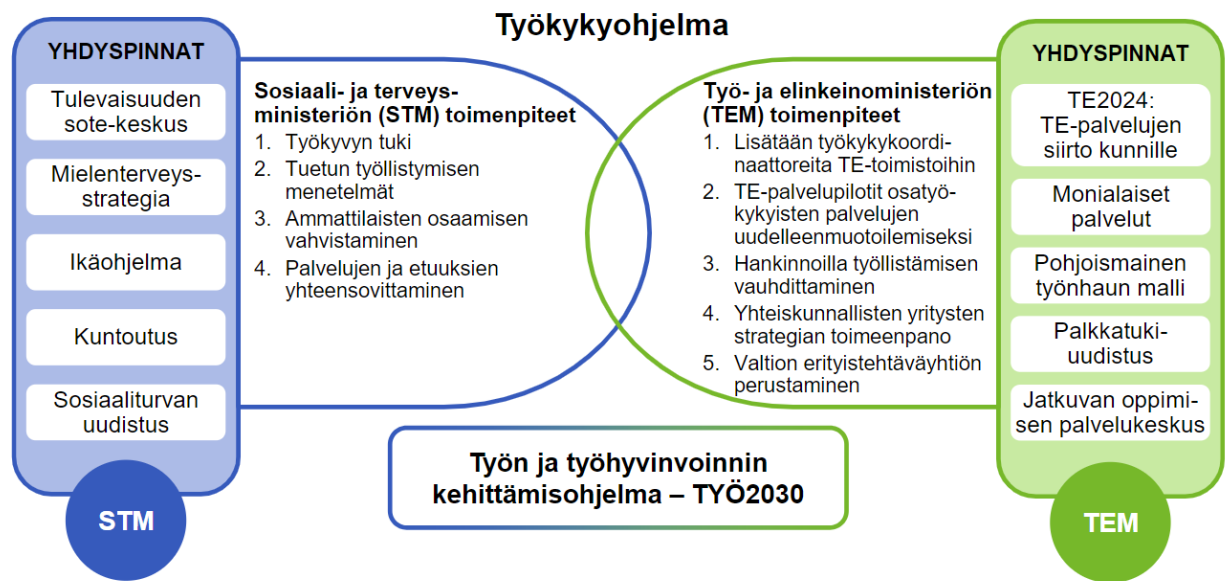 Työkykyohjelma
YHDYSPINNAT
Tulevaisuuden
sote-keskus
Mielenterveys-
strategia
Ikäohjelma
Kuntoutus
Sosiaaliturvan
uudistus
STM
Sosiaali- ja terveys-
ministeriön (STM) toimenpiteet
1. Työkyvyn tuki
2. Tuetun työllistymisen
menetelmät
3. Ammattilaisten osaamisen
vahvistaminen
4. Palvelujen ja etuuksien
yhteensovittaminen
Työ- ja elinkeinoministeriön
(TEM) toimenpiteet
1. Lisätään työkykykoordi-
naattoreita TE-toimistoihin
2. TE-palvelupilotit osatyö-
kykyisten palvelujen
uudelleenmuotoilemiseksi
3. Hankinnoilla työllistämisen
vauhdittaminen
4. Yhteiskunnallisten yritysten
strategian toimeenpano
5. Valtion erityistehtäväyhtiön
perustaminen
Työn ja työhyvinvoinnin
kehittämisohjelma – TYÖ2030
YHDYSPINNAT
TE2024:
TE-palvelujen
siirto kunnille
Monialaiset
palvelut
Pohjoismainen
työnhaun malli
Palkkatuki-
uudistus
Jatkuvan oppimi-
sen palvelukeskus
TEM